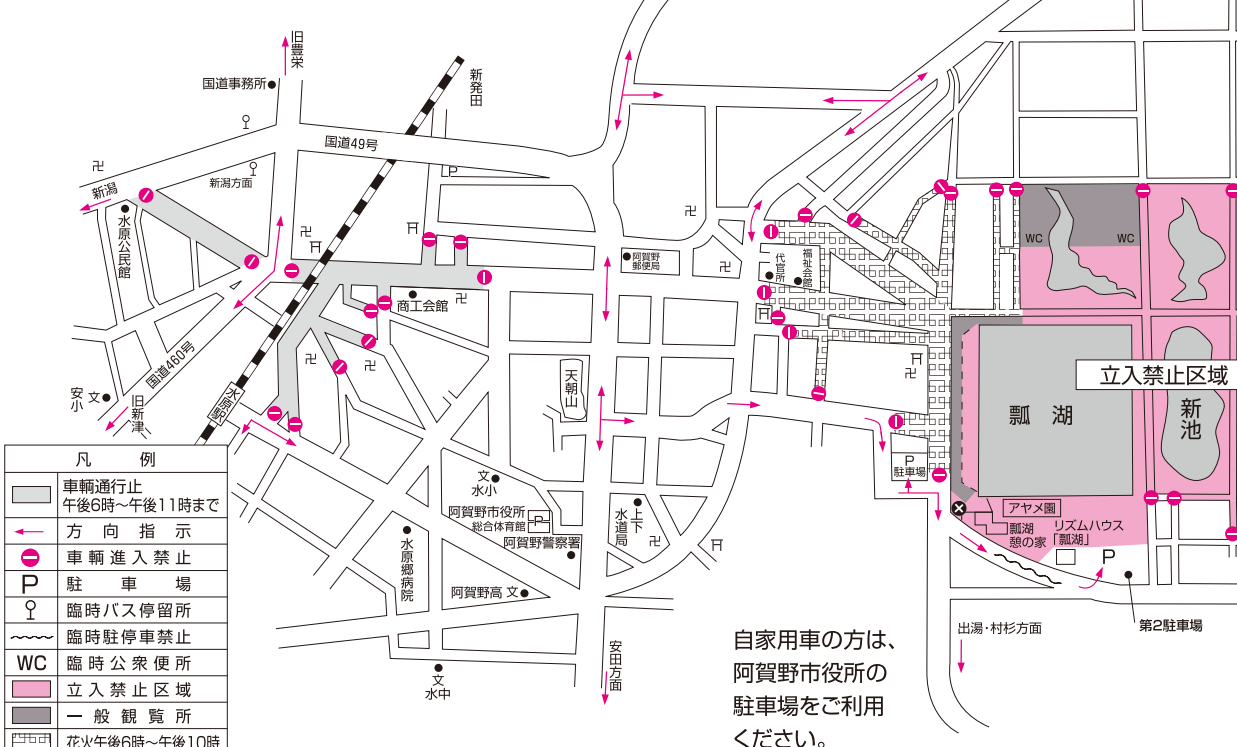 旧豊栄
国道事務所
新発田
国道49号
P
新潟
新潟方面
水原公民館
WC
WC
阿賀野
郵便局
代官所
福祉会館
商工会館
国道460号
立入禁止区域
天朝山
安小
文
旧新津
水原駅
瓢湖
新池
凡例
車輌通行止
午後6時〜午後11時まで
方向指示
車輌進入禁止
P 駐車場
臨時バス停留所
臨時駐停車禁止
WC 臨時公衆便所
立入禁止区域
一般観覧所
花火午後6時〜午後10時
文
水小
阿賀野市役所
総合体育館
P
阿賀野警察署
上下水道局
水原郷病院
阿賀野高 文
文
水中
安田方面
P
駐車場
アヤメ園
瓢湖
憩の家
リズムハウス
「瓢湖」
P
第2駐車場
出湯・村杉方面
自家用車の方は、
阿賀野市役所の
駐車場をご利用
ください。